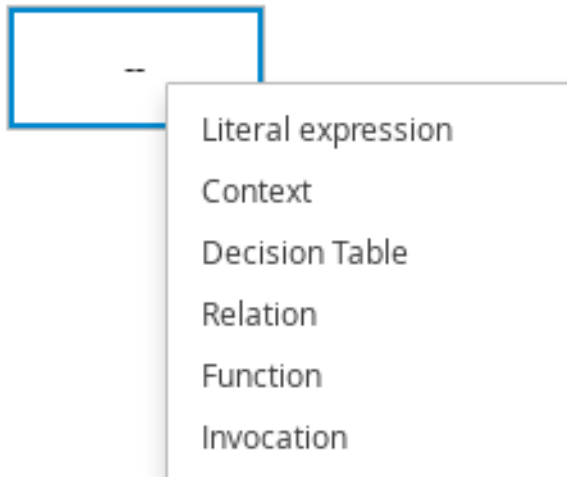 --
Literal expression
Context
Decision Table
Relation
Function
Invocation